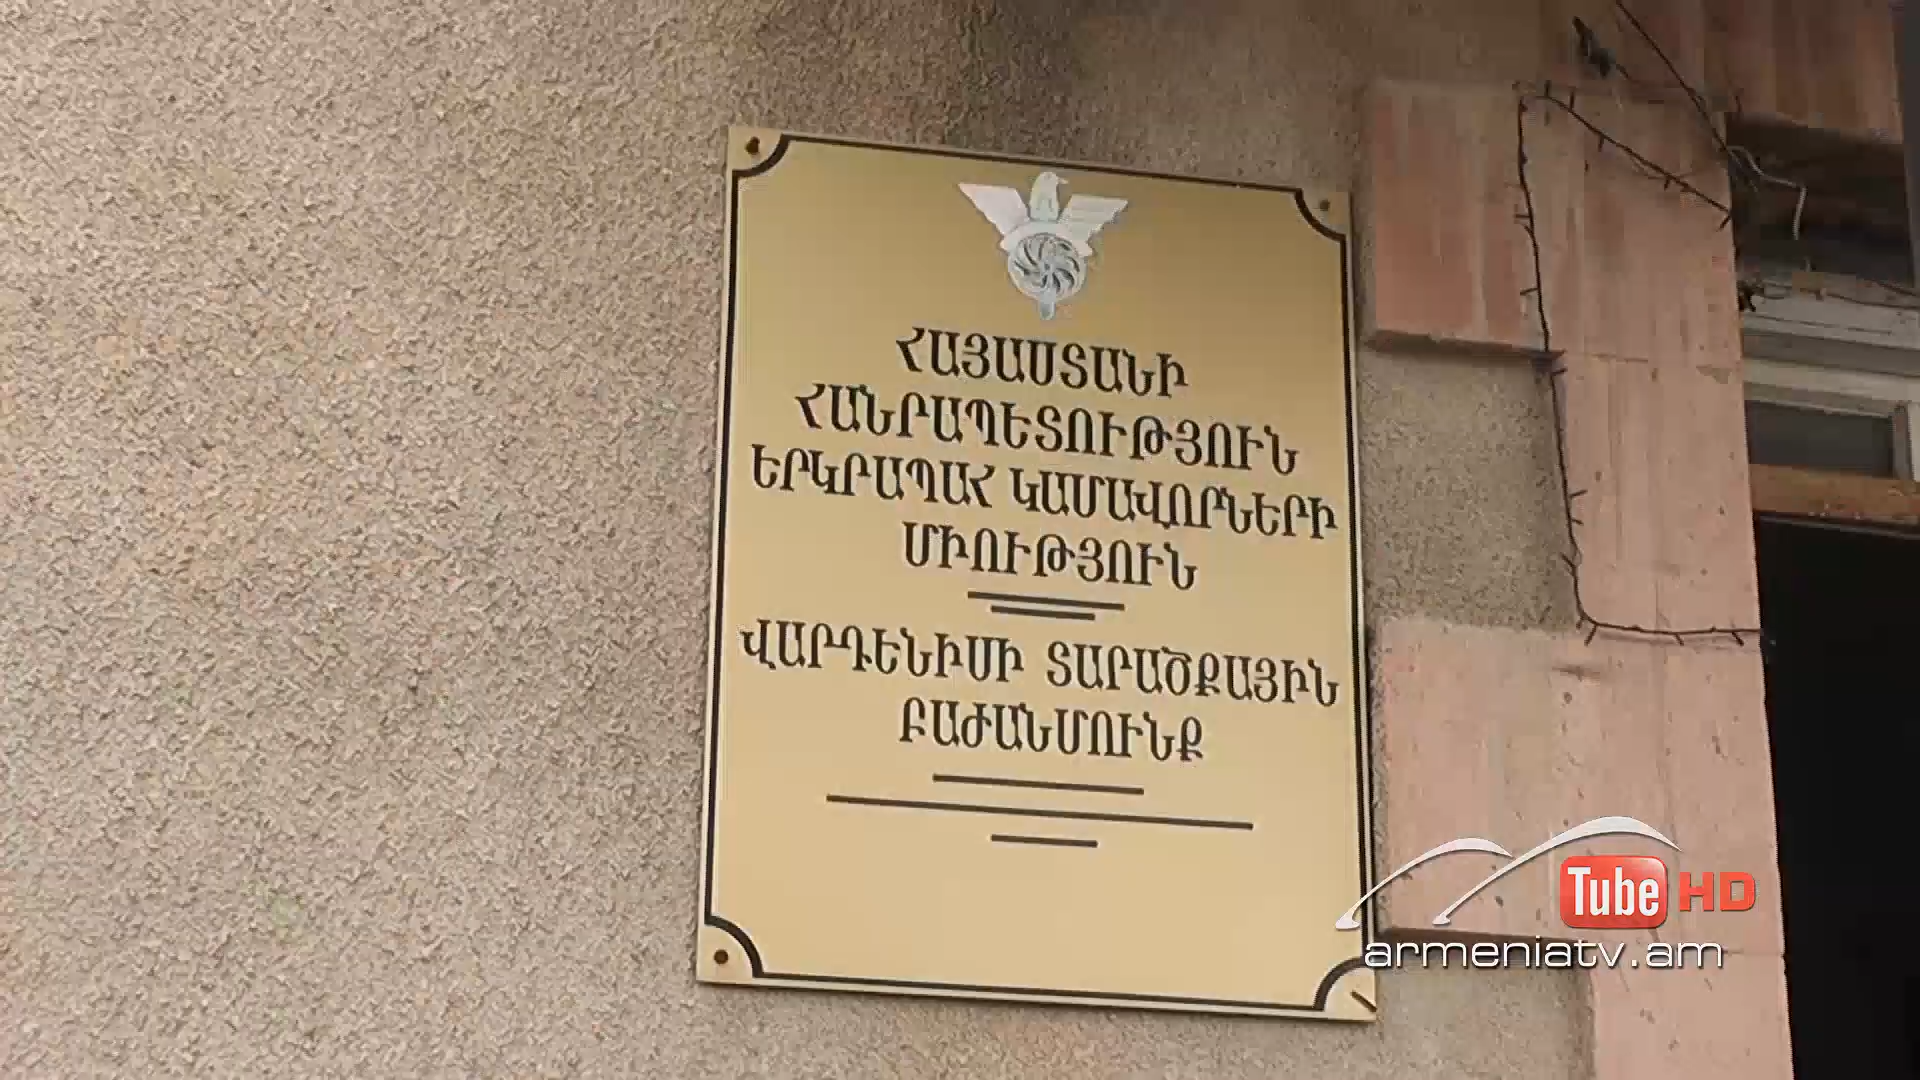 ՀԱՅԱՍՏԱՆԻ
ՀԱՆՐԱՊԵՏՈՒԹՅՈՒՆ
ԵՐԿՐԱՊԱՀ ԿԱՄԱՎՈՐՆԵՐԻ
ՄԻՈՒԹՅՈՒՆ
ՎԱՐԴԵՆԻՍԻ ՏԱՐԱԾՔԱՅԻՆ
ԲԱԺԱՆՄՈՒՆՔ
Tube HD
armeniatv.am